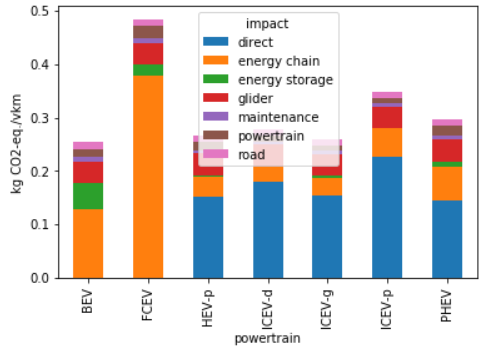 0.5
0.4
0.3
0.2
0.1
0.0
kg CO2-eq./vkm
impact
direct
energy chain
energy storage
glider
maintenance
powertrain
road
BEV
FCEV
HEV-p
ICEV-d
ICEV-g
ICEV-p
PHEV
powertrain